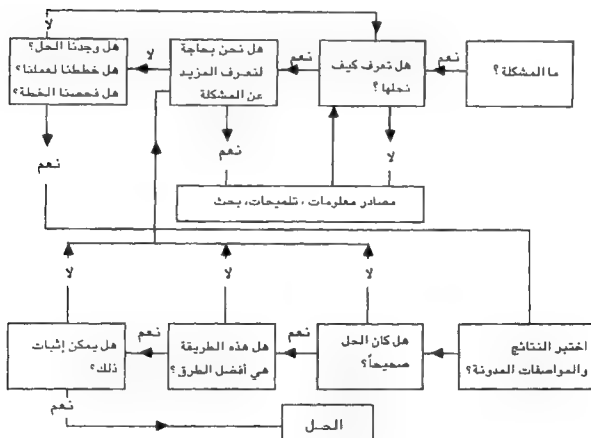 لا
ما المشكلة؟
نعم
هل تعرف كيف
نحلها؟
نعم
هل نحن بحاجة
لتعرف المزيد
عن المشكلة
لا
هل وجدنا الحل؟
هل خططنا لعملنا؟
هل فحصنا الخطة؟
لا
نعم
نعم
مصادر معلومات ، تلميحات، بحث
لا
لا
لا
اختبر النتائج
والمواصفات المدونة؟
هل كان الحل
صحيحاً؟
نعم
هل هذه الطريقة
هي أفضل الطرق؟
نعم
هل يمكن إثبات
ذلك؟
نعم
الحل